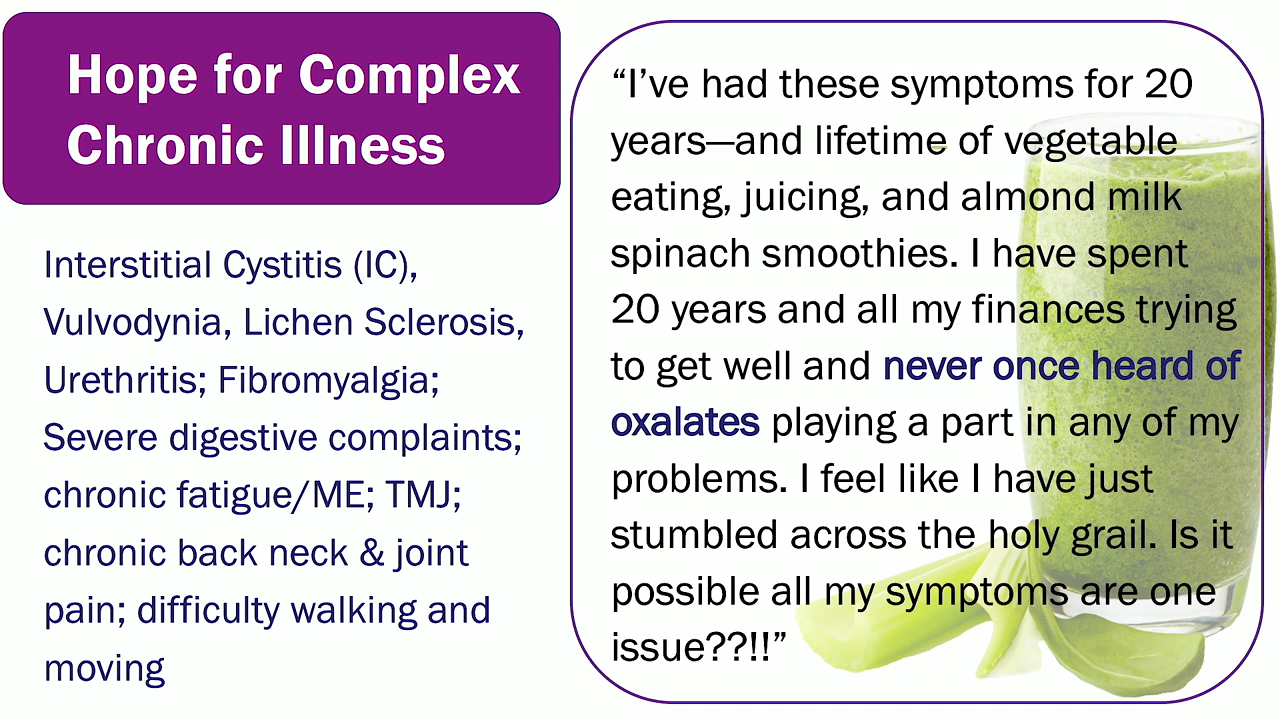 Hope for Complex
Chronic Illness
Interstitial Cystitis (IC),
Vulvodynia, Lichen Sclerosis,
Urethritis; Fibromyalgia;
Severe digestive complaints;
chronic fatigue/ME; TMJ;
chronic back neck & joint
pain; difficulty walking and
moving
“I’ve had these symptoms for 20
years—and lifetime of vegetable
eating, juicing, and almond milk
spinach smoothies. I have spent
20 years and all my finances trying
to get well and never once heard of
oxalates playing a part in any of my
problems. I feel like I have just
stumbled across the holy grail. Is it
possible all my symptoms are one
issue??!!”